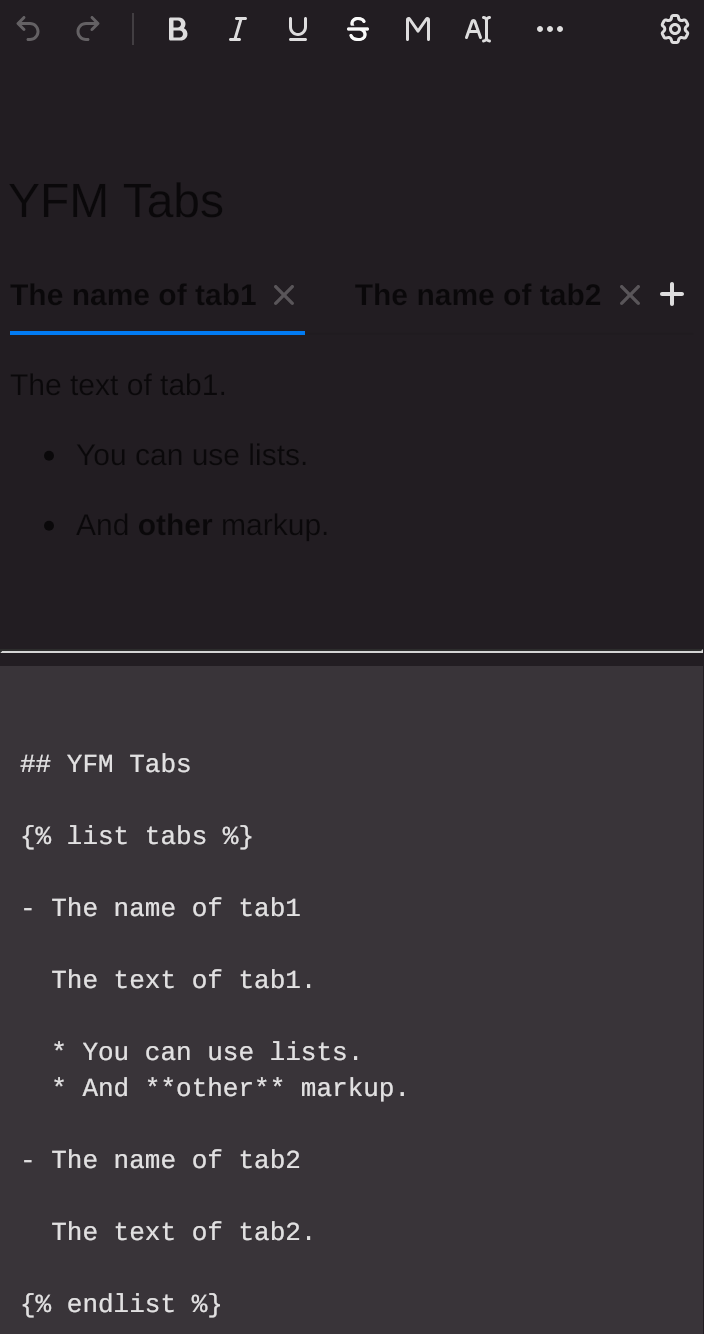 B I U S M A
YFM Tabs
The name of tab1 The name of tab2
The text of tab1.
• You can use lists.
• And other markup.
## YFM Tabs
{% list tabs %}
- The name of tab1
The text of tab1.
* You can use lists.
* And **other** markup.
- The name of tab2
The text of tab2.
{% endlist %}